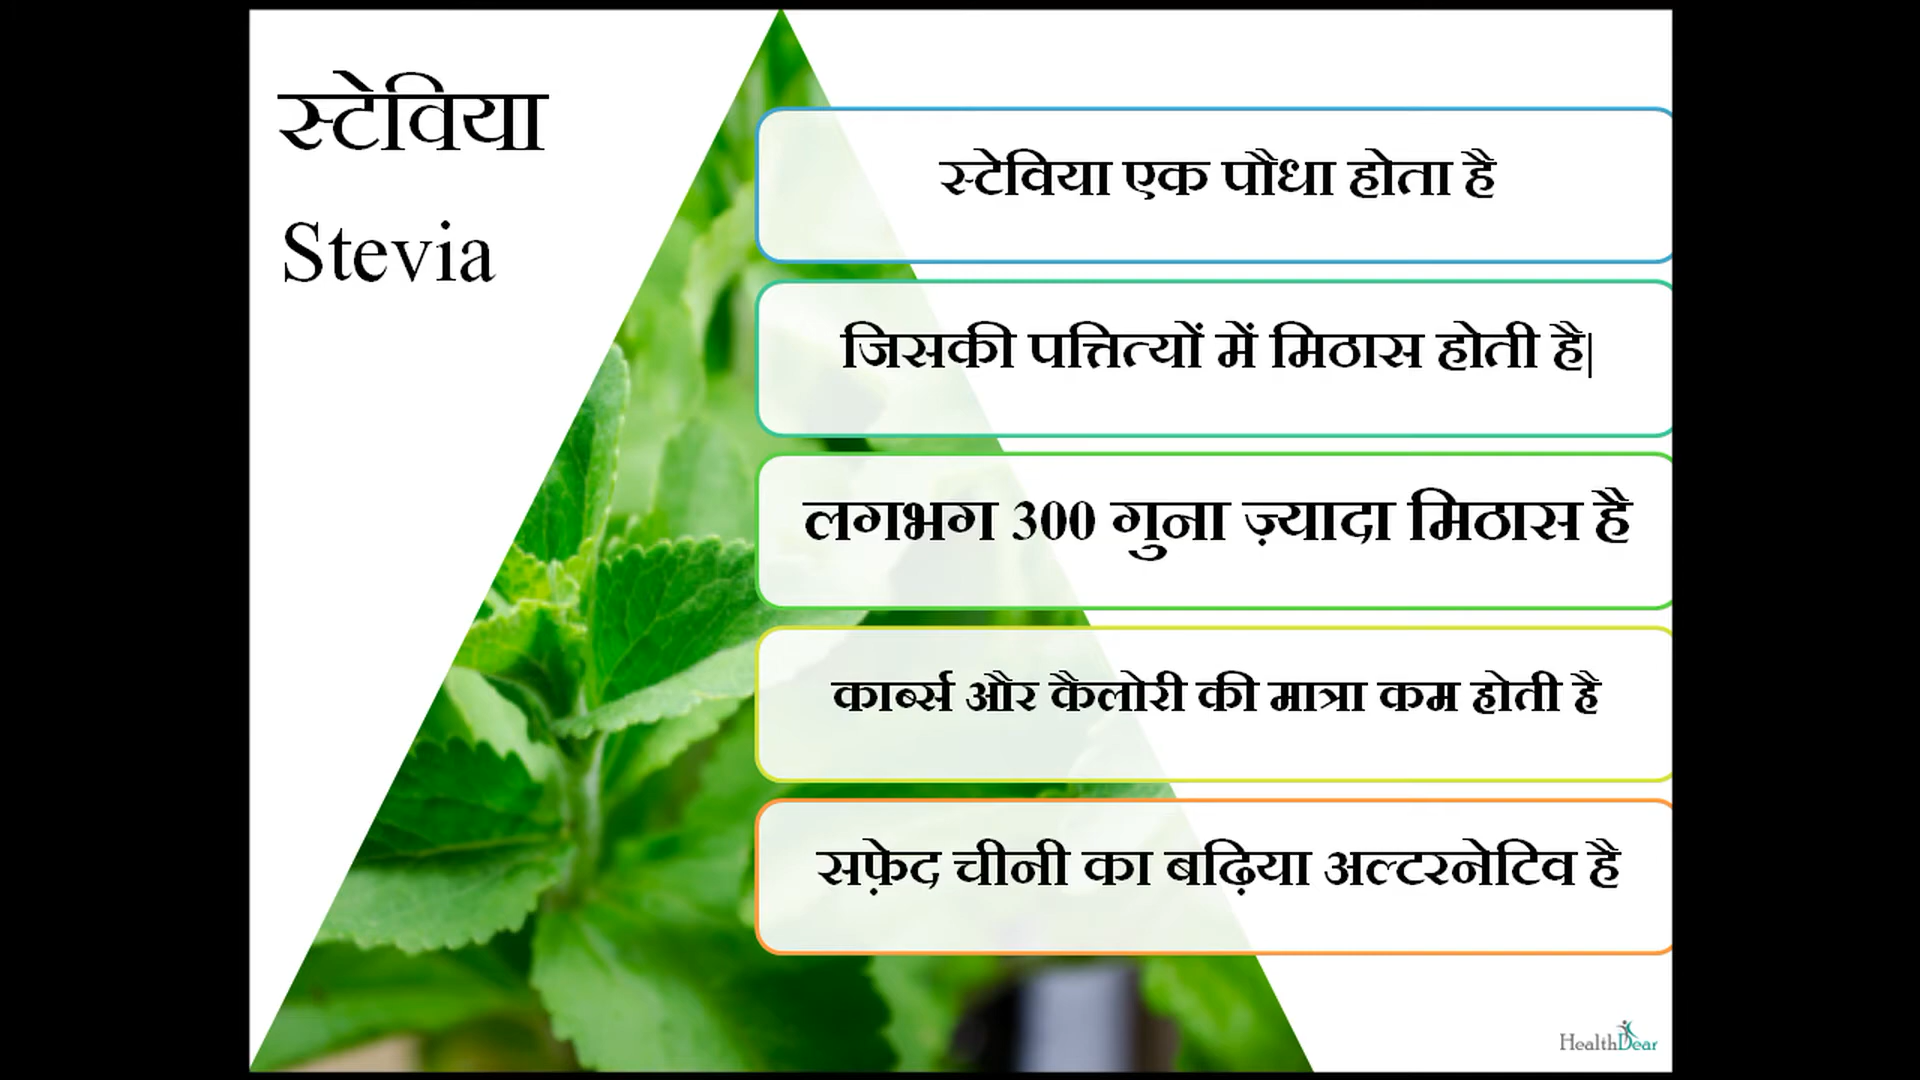 स्टेविया
Stevia
स्टेविया एक पौधा होता है
जिसकी पत्तित्यों में मिठास होती है|
लगभग 300 गुना ज़्यादा मिठास है
कार्ब्स और कैलोरी की मात्रा कम होती है
सफ़ेद चीनी का बढ़िया अल्टरनेटिव है
HealthDear